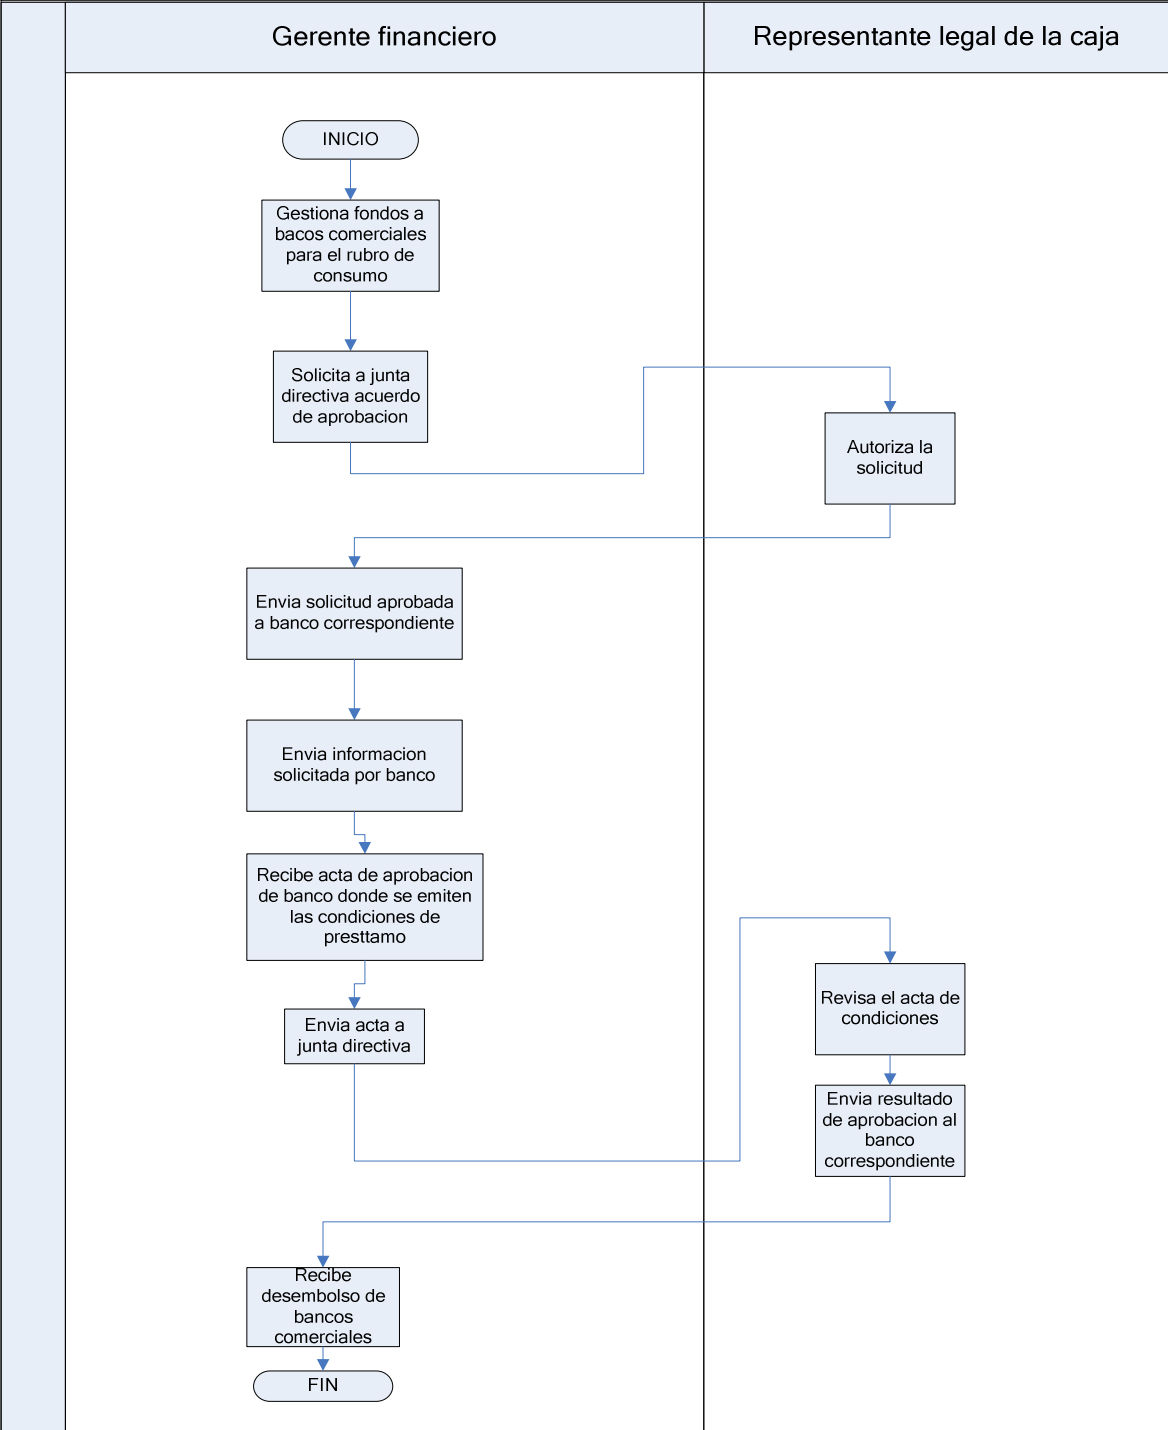 Gerente financiero
Representante legal de la caja
INICIO
Gestiona fondos a
bacos comerciales
para el rubro de
consumo
Solicita a junta
directiva acuerdo
de aprobacion
Autoriza la
solicitud
Envia solicitud aprobada
a banco correspondiente
Envia informacion
solicitada por banco
Recibe acta de aprobacion
de banco donde se emiten
las condiciones de
presttamo
Envia acta a
junta directiva
Revisa el acta de
condiciones
Envia resultado
de aprobacion al
banco
correspondiente
Recibe
desembolso de
bancos
comerciales
FIN